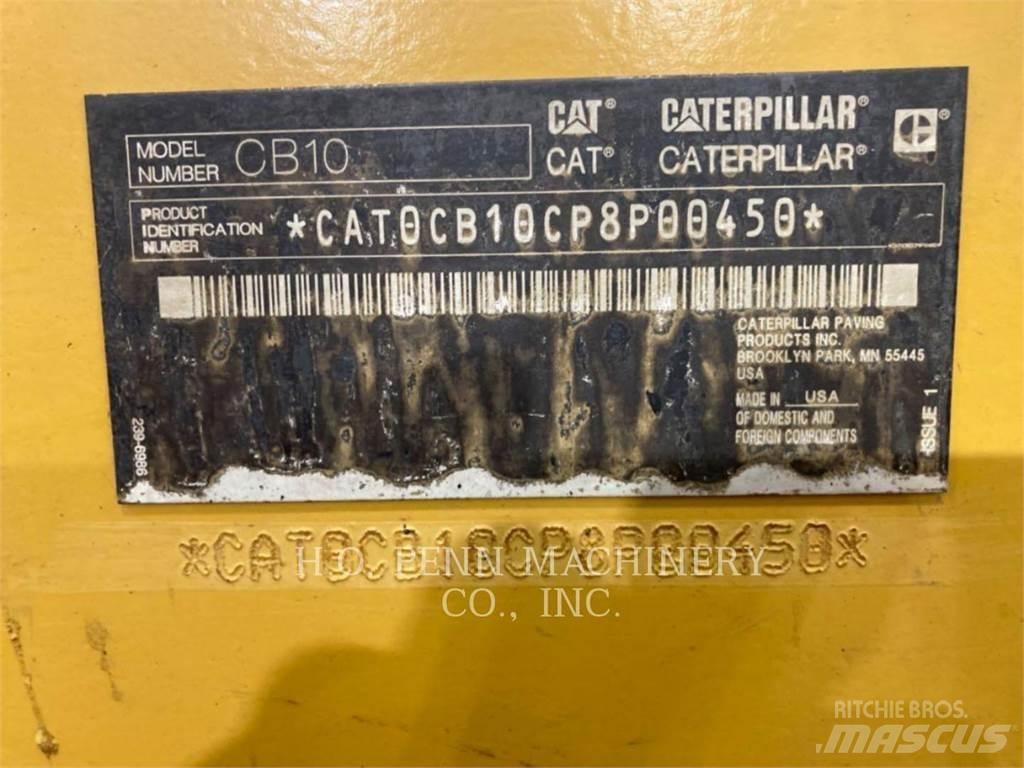 CAT® CATERPILLAR®
CAT® CATERPILLAR®
MODEL NUMBER CB10
PRODUCT IDENTIFICATION NUMBER *CAT0CB10CP8P00450*
CATERPILLAR PAVING
PRODUCTS INC.
BROOKLYN PARK, MN 55445
USA
MADE IN USA
OF DOMESTIC AND
FOREIGN COMPONENTS
ISSUE 1
239-6986
*CAT0CB10CP8P00450*
H.O. PENN MACHINERY
CO., INC.
RITCHIE BROS.
MASCUS